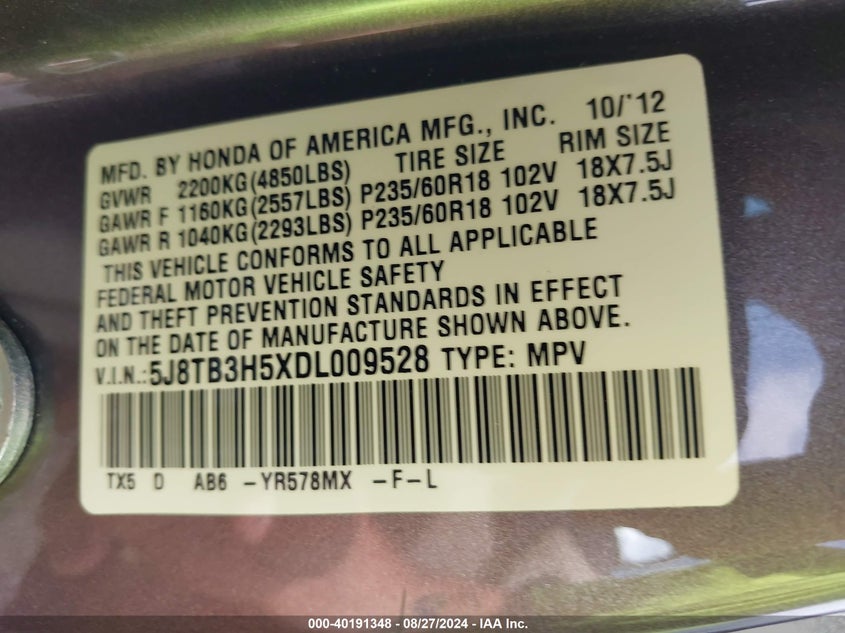 MFD. BY HONDA OF AMERICA MFG., INC. 10/'12
GVWR 2200KG(4850LBS) TIRE SIZE RIM SIZE
GAWR F 1160KG(2557LBS) P235/60R18 102V 18X7.5J
GAWR R 1040KG(2293LBS) P235/60R18 102V 18X7.5J
THIS VEHICLE CONFORMS TO ALL APPLICABLE
FEDERAL MOTOR VEHICLE SAFETY
AND THEFT PREVENTION STANDARDS IN EFFECT
ON THE DATE OF MANUFACTURE SHOWN ABOVE.
V.I.N.:5J8TB3H5XDL009528 TYPE: MPV
TX5 D AB6 -YR578MX -F-L
000-40191348 - 08/27/2024 - IAA Inc.